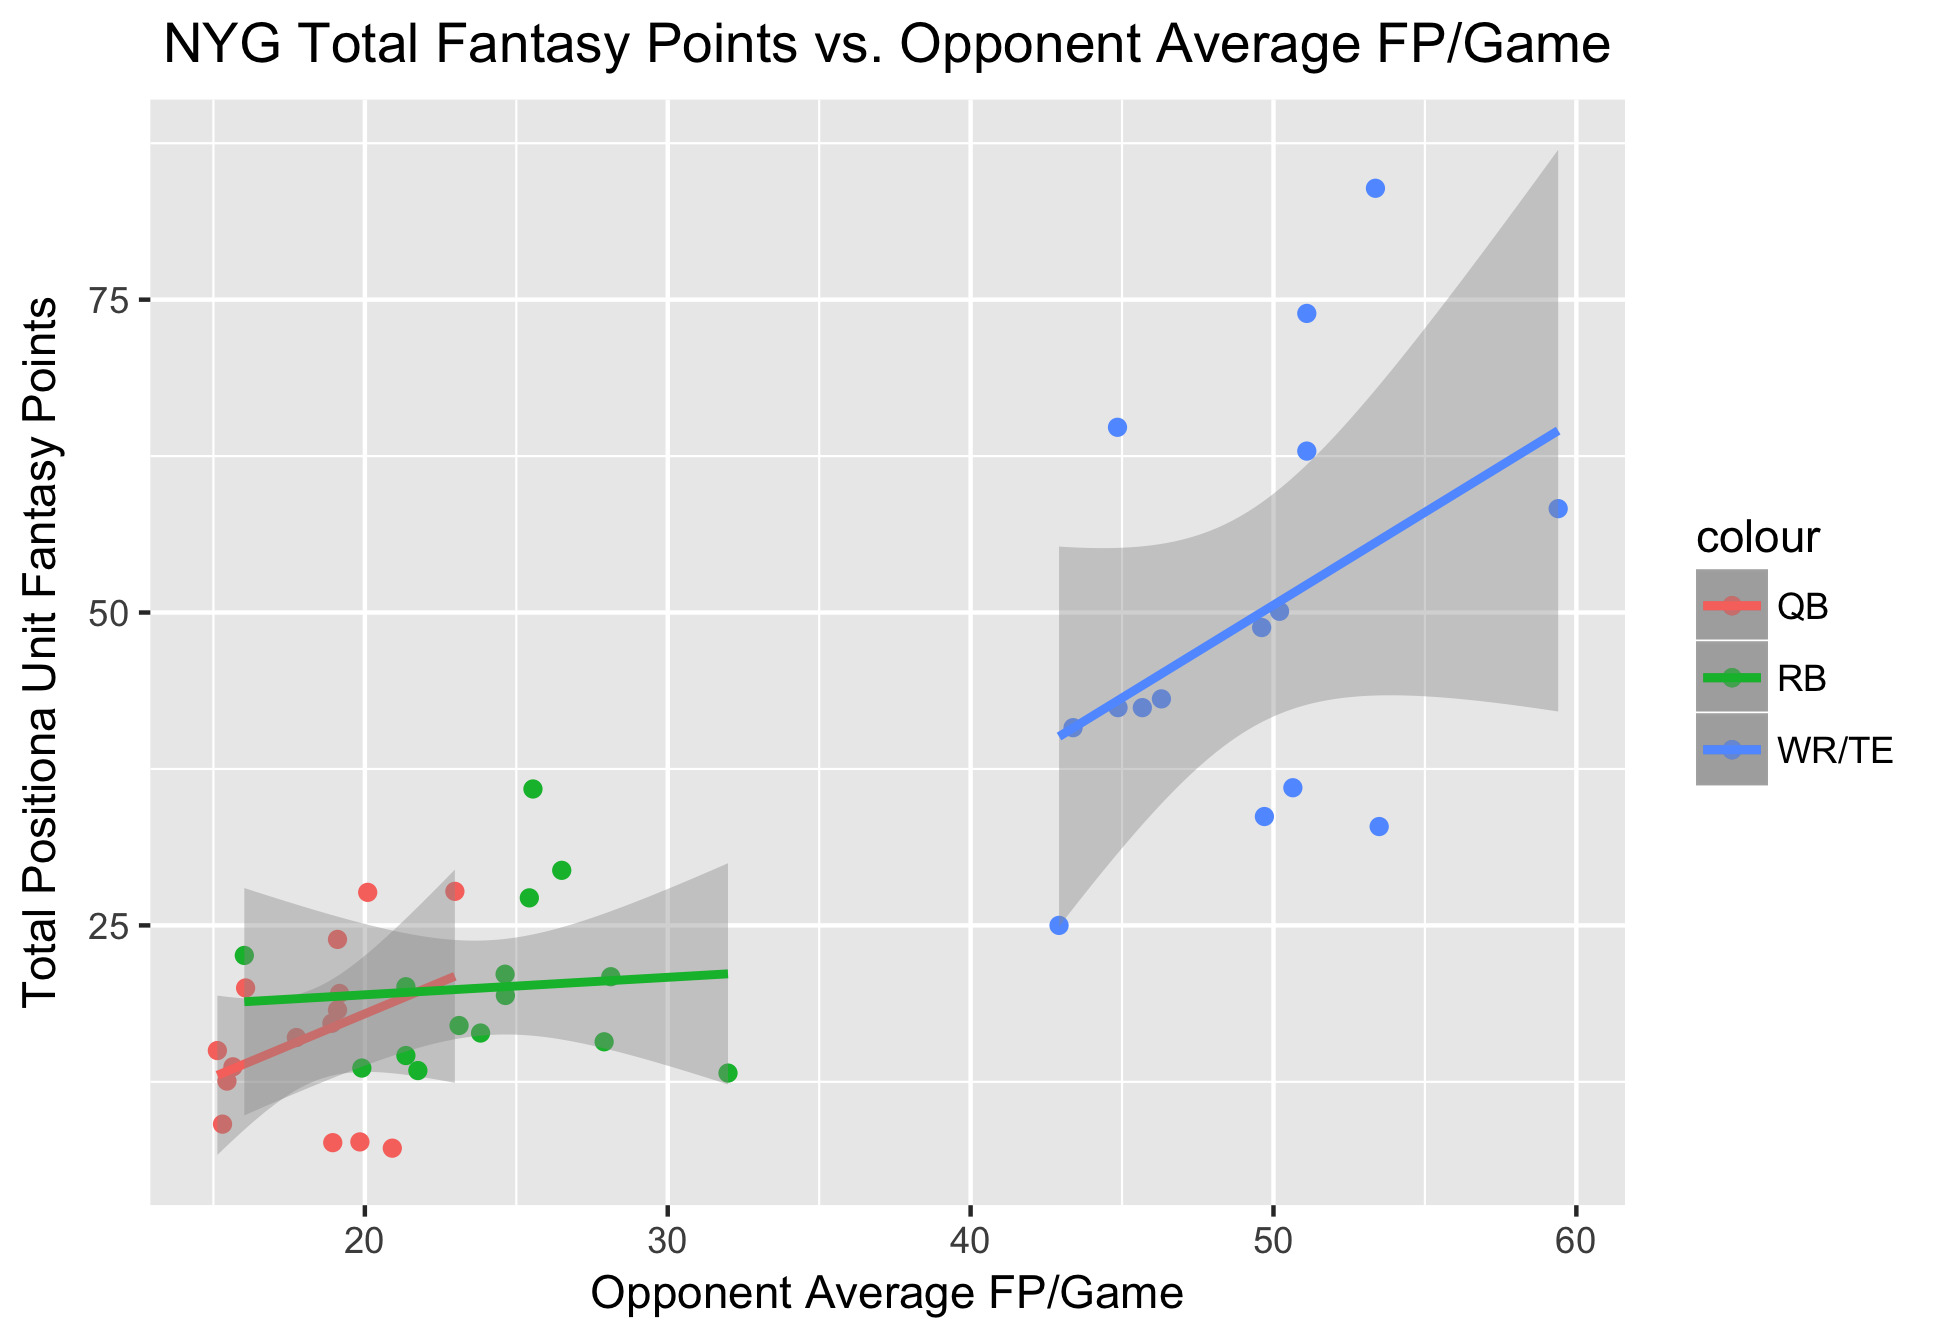 NYG Total Fantasy Points vs. Opponent Average FP/Game
Total Positiona Unit Fantasy Points
75
50
25
20
30
40
50
60
Opponent Average FP/Game
colour
QB
RB
WR/TE